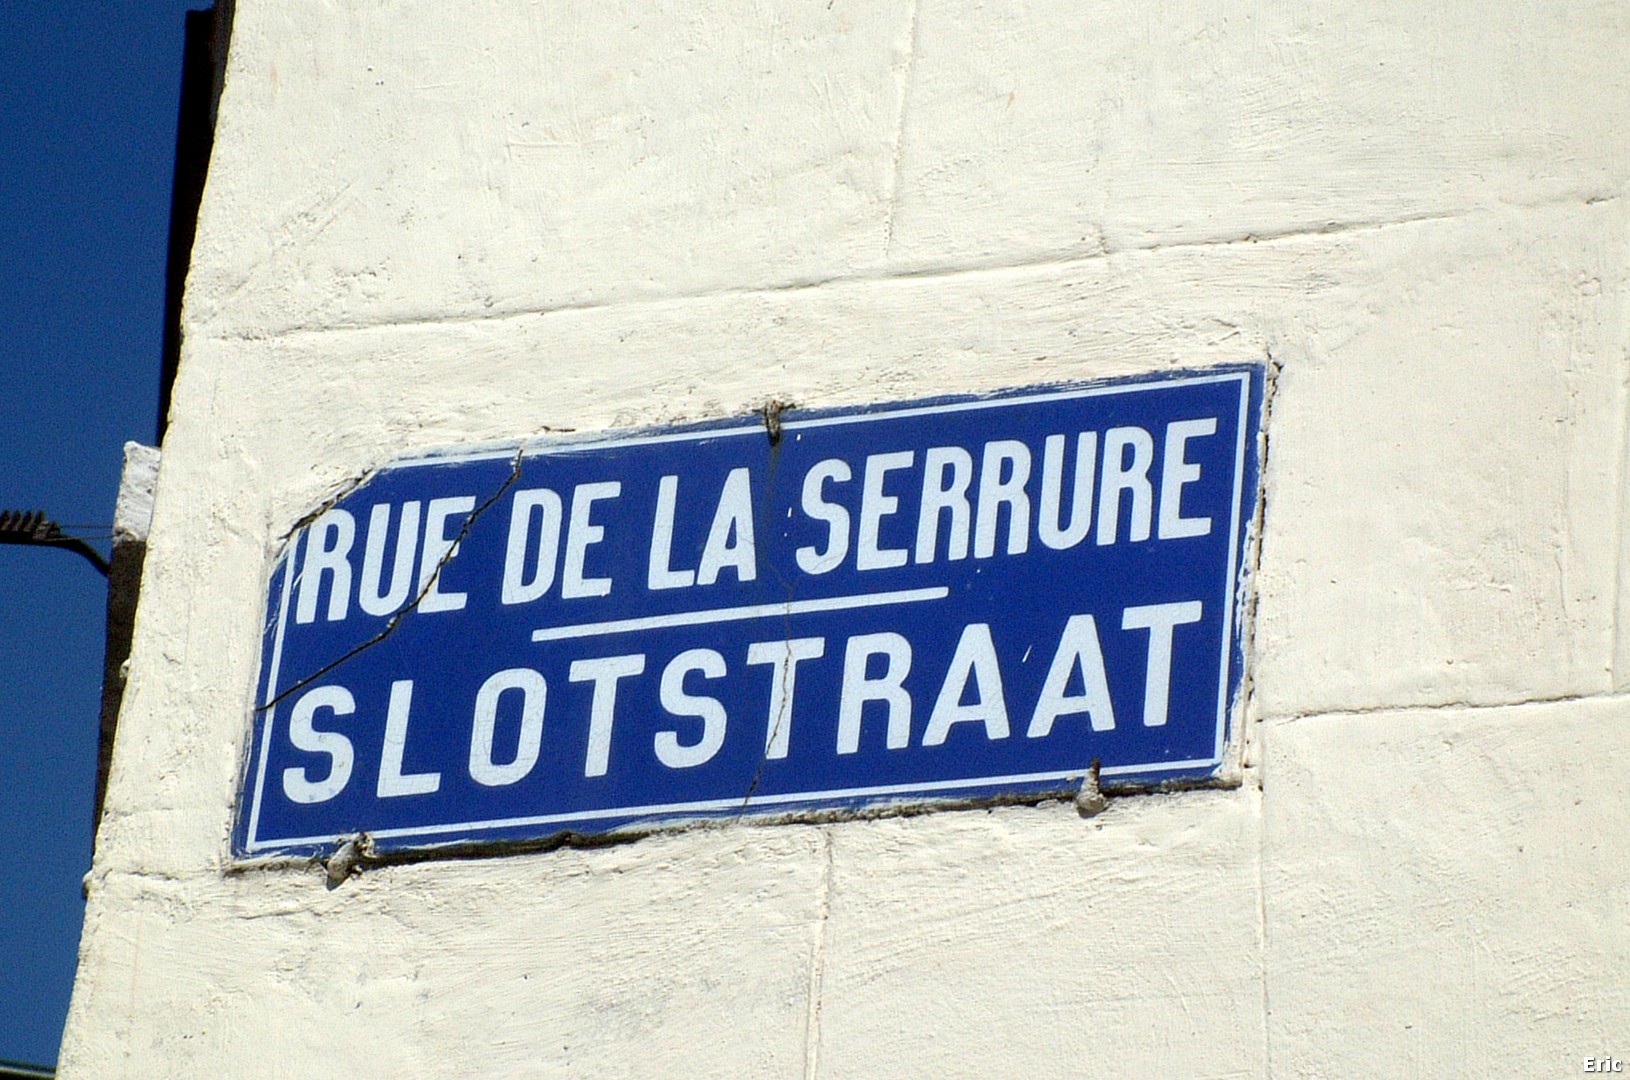 RUE DE LA SERRURE
SLOTSTRAAT
Eric